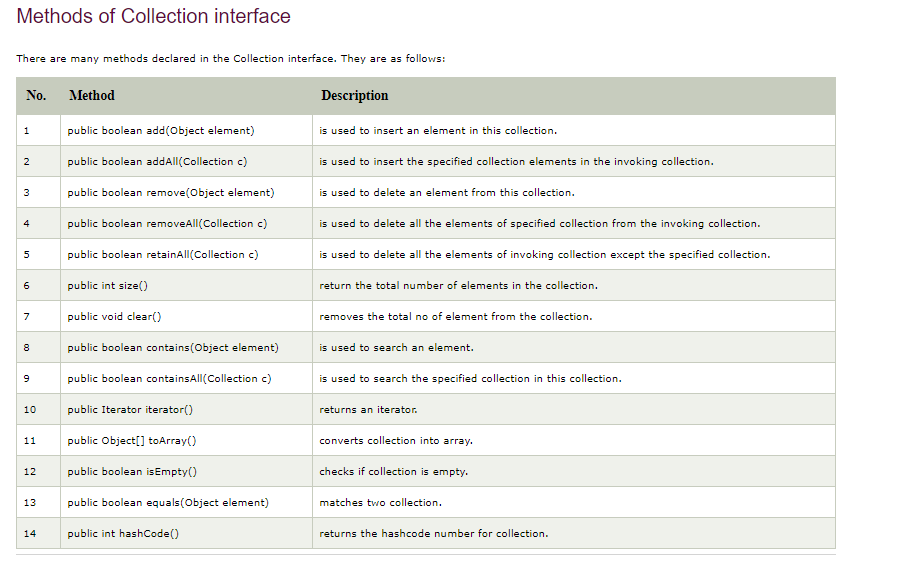 Methods of Collection interface
There are many methods declared in the Collection interface. They are as follows:
No. Method Description
1 public boolean add(Object element) is used to insert an element in this collection.
2 public boolean addAll(Collection c) is used to insert the specified collection elements in the invoking collection.
3 public boolean remove(Object element) is used to delete an element from this collection.
4 public boolean removeAll(Collection c) is used to delete all the elements of specified collection from the invoking collection.
5 public boolean retainAll(Collection c) is used to delete all the elements of invoking collection except the specified collection.
6 public int size() return the total number of elements in the collection.
7 public void clear() removes the total no of element from the collection.
8 public boolean contains(Object element) is used to search an element.
9 public boolean containsAll(Collection c) is used to search the specified collection in this collection.
10 public Iterator iterator() returns an iterator.
11 public Object[] toArray() converts collection into array.
12 public boolean isEmpty() checks if collection is empty.
13 public boolean equals(Object element) matches two collection.
14 public int hashCode() returns the hashcode number for collection.